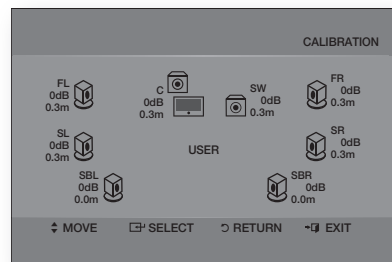 CALIBRATION
FL
0dB
0.3m
C
0dB
0.3m
SW
0dB
0.3m
FR
0dB
0.3m
SL
0dB
0.3m
USER
SR
0dB
0.3m
SBL
0dB
0.0m
SBR
0dB
0.0m
MOVE SELECT RETURN EXIT